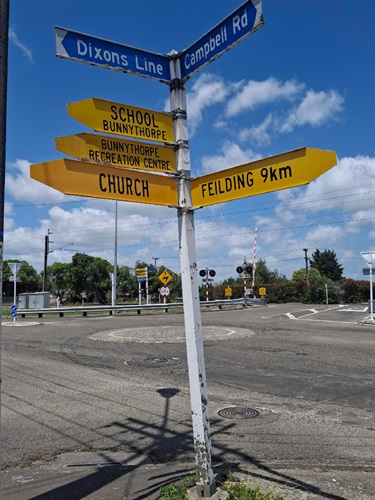 Dixons Line
Campbell Rd
SCHOOL
BUNNYTHORPE
BUNNYTHORPE
RECREATION CENTRE
CHURCH
FEILDING 9km